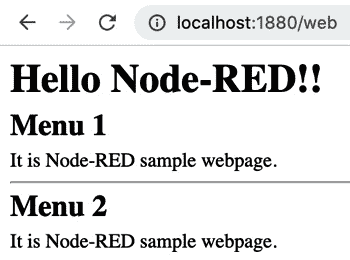 localhost:1880/web
Hello Node-RED!!
Menu 1
It is Node-RED sample webpage.
Menu 2
It is Node-RED sample webpage.